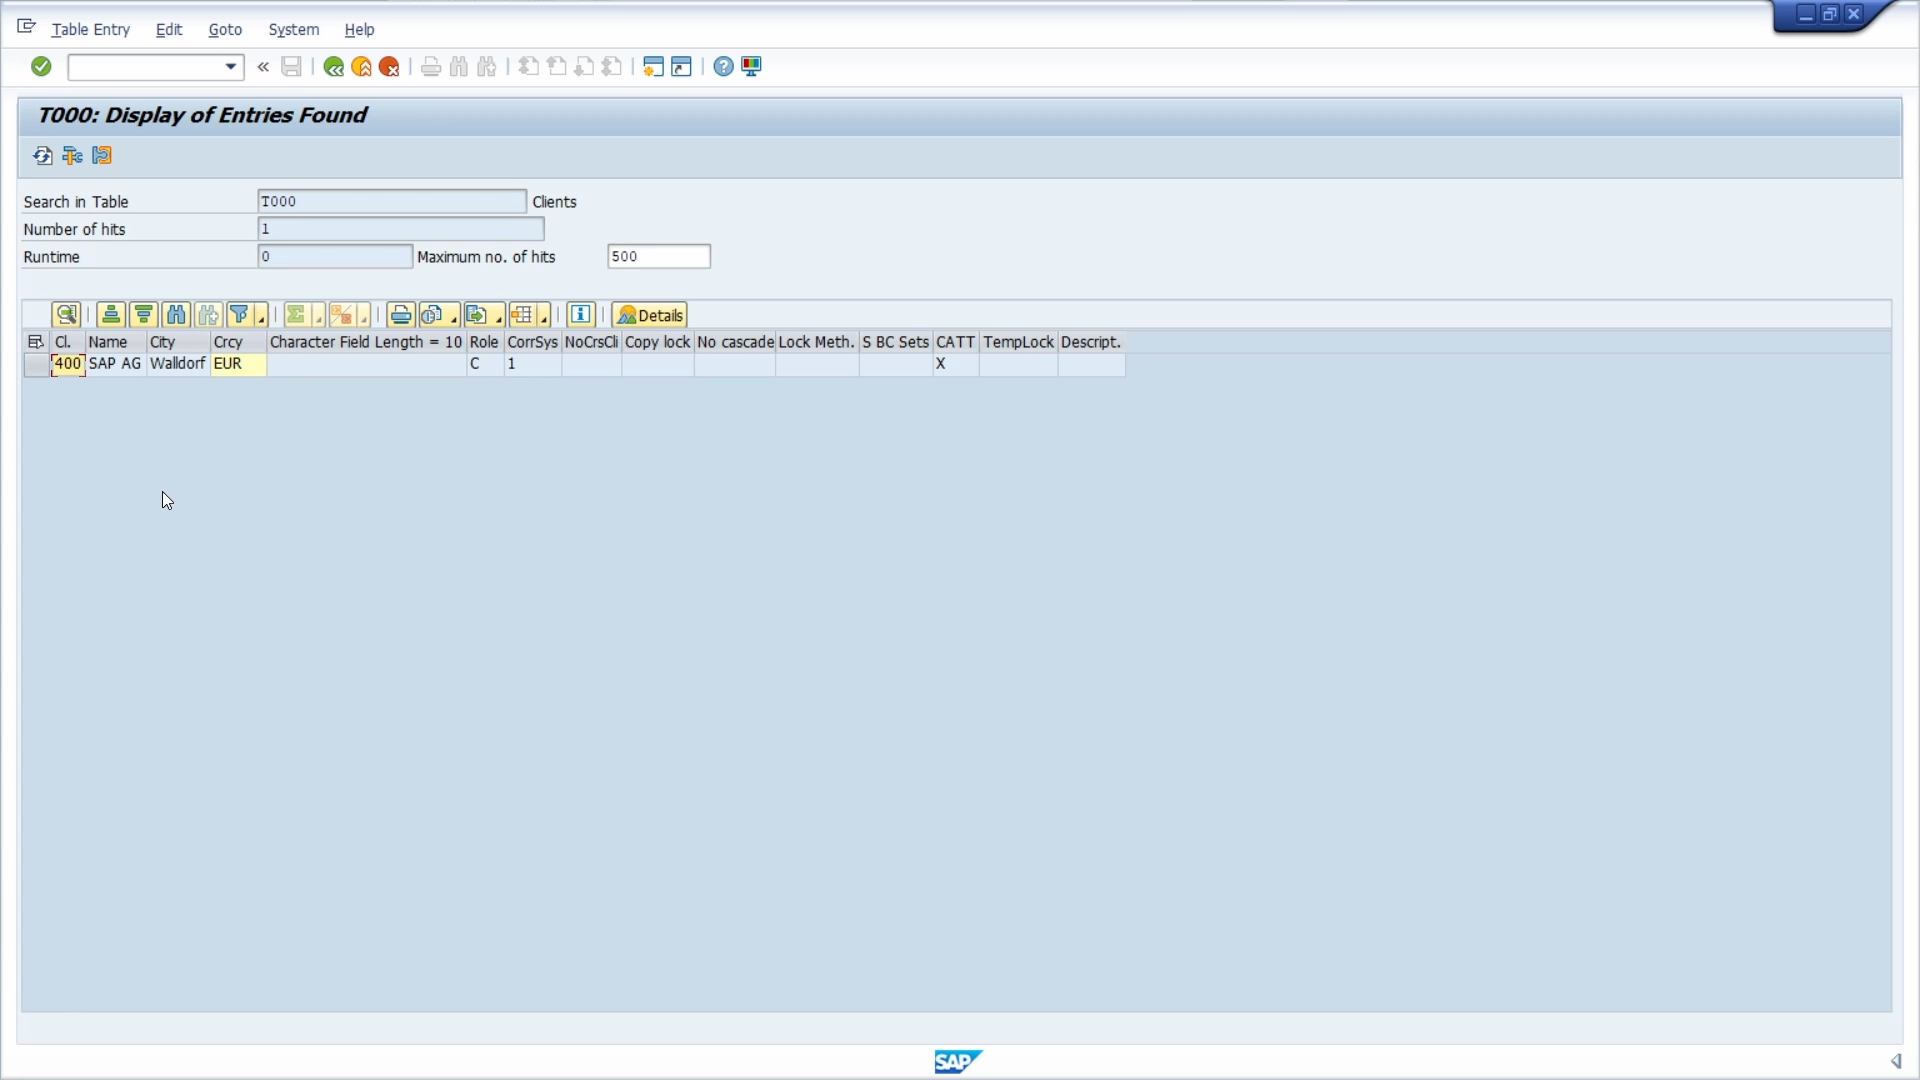 Table Entry Edit Goto System Help
T000: Display of Entries Found
Search in Table T000 Clients
Number of hits 1
Runtime 0 Maximum no. of hits 500
Details
Cl. Name City Crcy Character Field Length = 10 Role CorrSys NoCrsCli Copy lock No cascade Lock Meth. S BC Sets CATT TempLock Descript.
400 SAP AG Walldorf EUR C 1 X
SAP